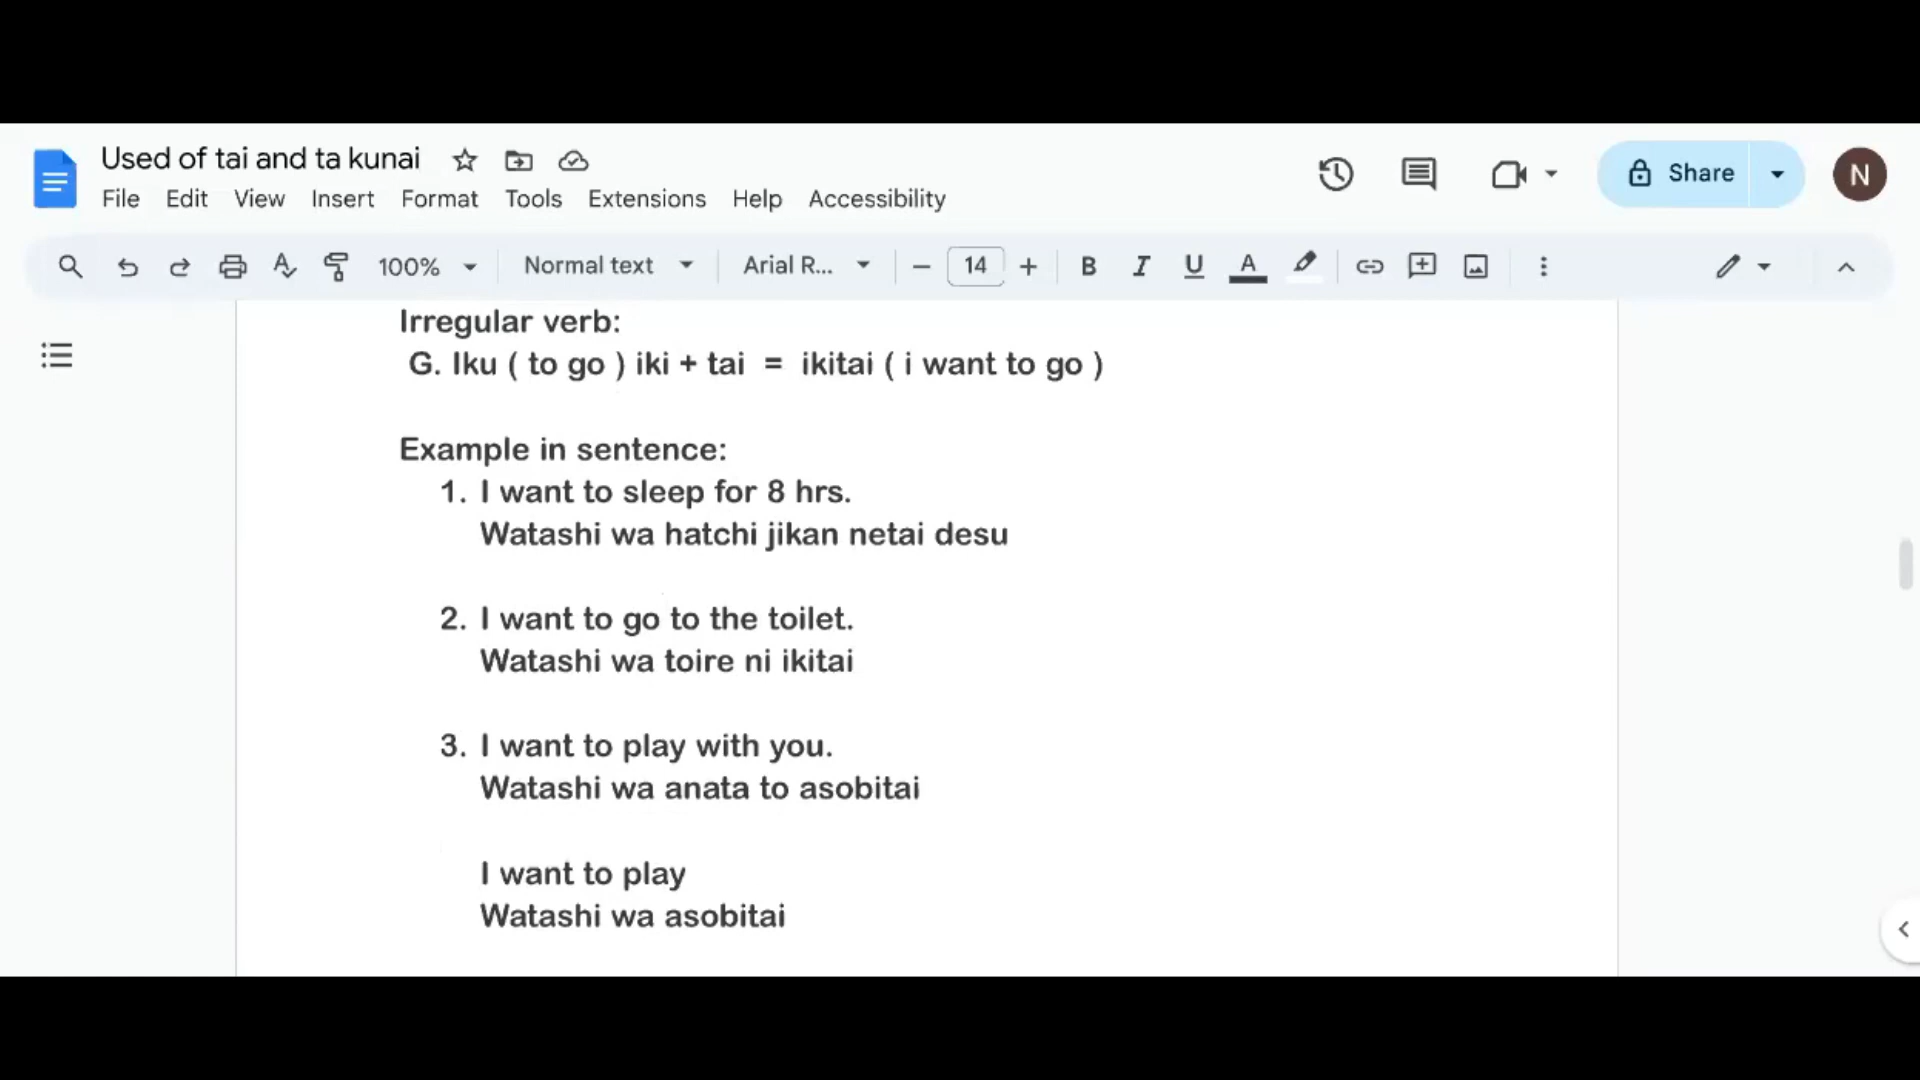 Used of tai and ta kunai
File Edit View Insert Format Tools Extensions Help Accessibility
Share
N
100% Normal text Arial R... 14 B I U A
Irregular verb:
G. Iku ( to go ) iki + tai = ikitai ( i want to go )
Example in sentence:
1. I want to sleep for 8 hrs.
Watashi wa hatchi jikan netai desu
2. I want to go to the toilet.
Watashi wa toire ni ikitai
3. I want to play with you.
Watashi wa anata to asobitai
I want to play
Watashi wa asobitai